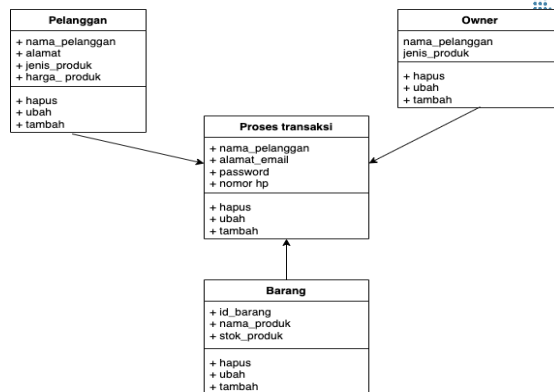 Pelanggan
+ nama_pelanggan
+ alamat
+ jenis_produk
+ harga_ produk
+ hapus
+ ubah
+ tambah
Owner
nama_pelanggan
jenis_produk
+ hapus
+ ubah
+ tambah
Proses transaksi
+ nama_pelanggan
+ alamat_email
+ password
+ nomor hp
+ hapus
+ ubah
+ tambah
Barang
+ id_barang
+ nama_produk
+ stok_produk
+ hapus
+ ubah
+ tambah